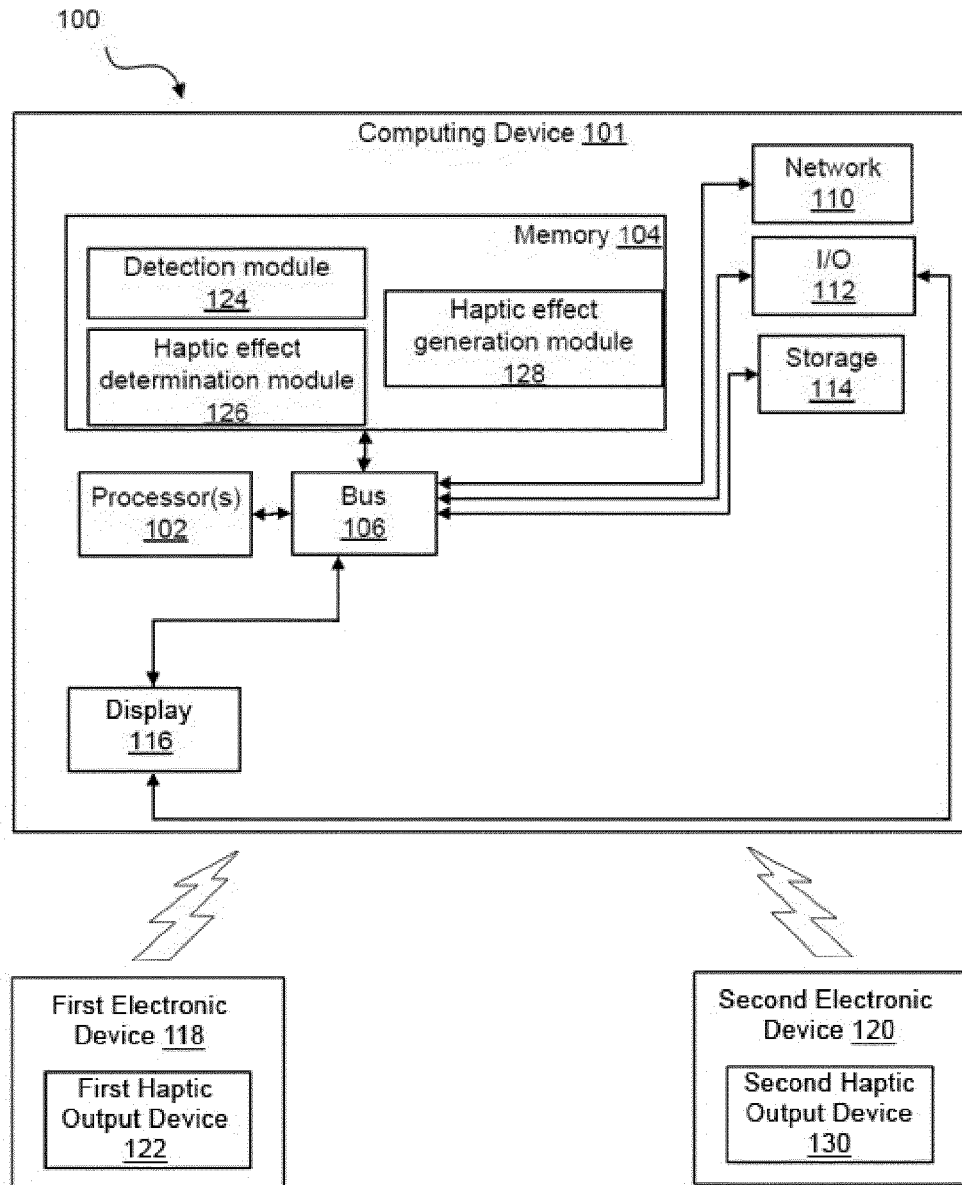 100
Computing Device 101
Network
110
Memory 104
I/O
112
Detection module
124
Haptic effect
generation module
128
Haptic effect
determination module
126
Storage
114
Processor(s)
102
Bus
106
Display
116
First Electronic
Device 118
First Haptic
Output Device
122
Second Electronic
Device 120
Second Haptic
Output Device
130